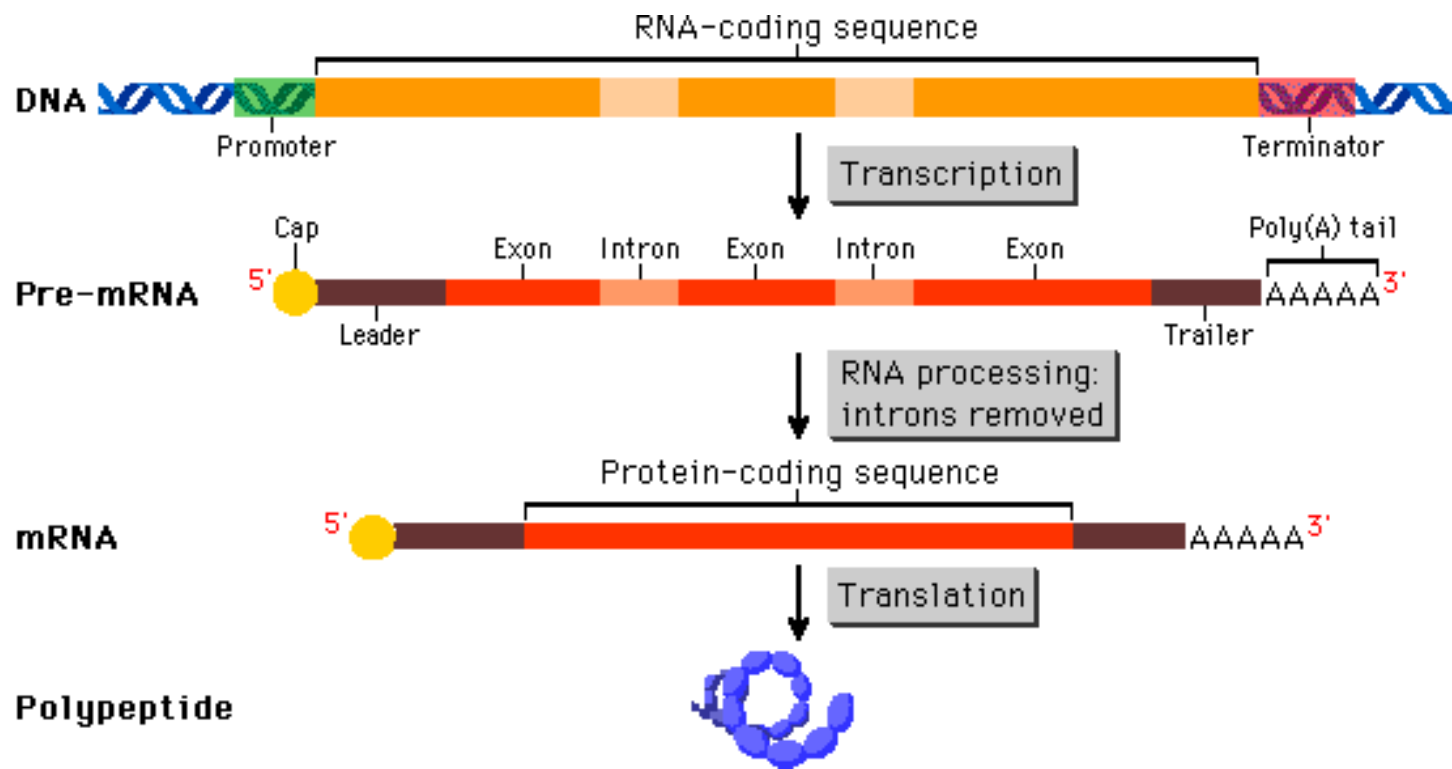 RNA-coding sequence
DNA
Promoter
Terminator
Transcription
Cap
Exon
Intron
Exon
Intron
Exon
Poly(A) tail
Pre-mRNA
5'
AAAAA
3'
Leader
Trailer
RNA processing:
introns removed
Protein-coding sequence
mRNA
5'
AAAAA
3'
Translation
Polypeptide